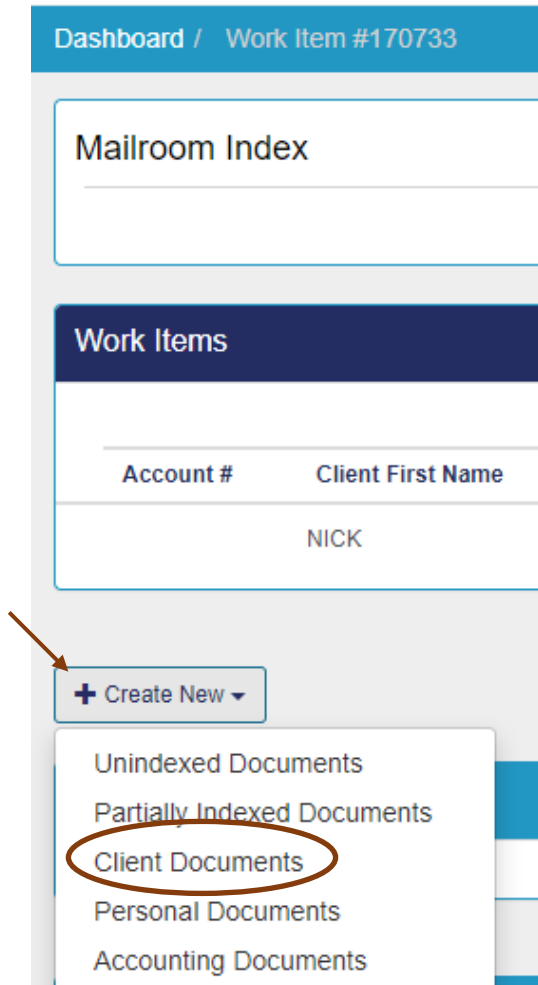 Dashboard / Work Item #170733
Mailroom Index
Work Items
Account # Client First Name
NICK
+ Create New
Unindexed Documents
Partially Indexed Documents
Client Documents
Personal Documents
Accounting Documents